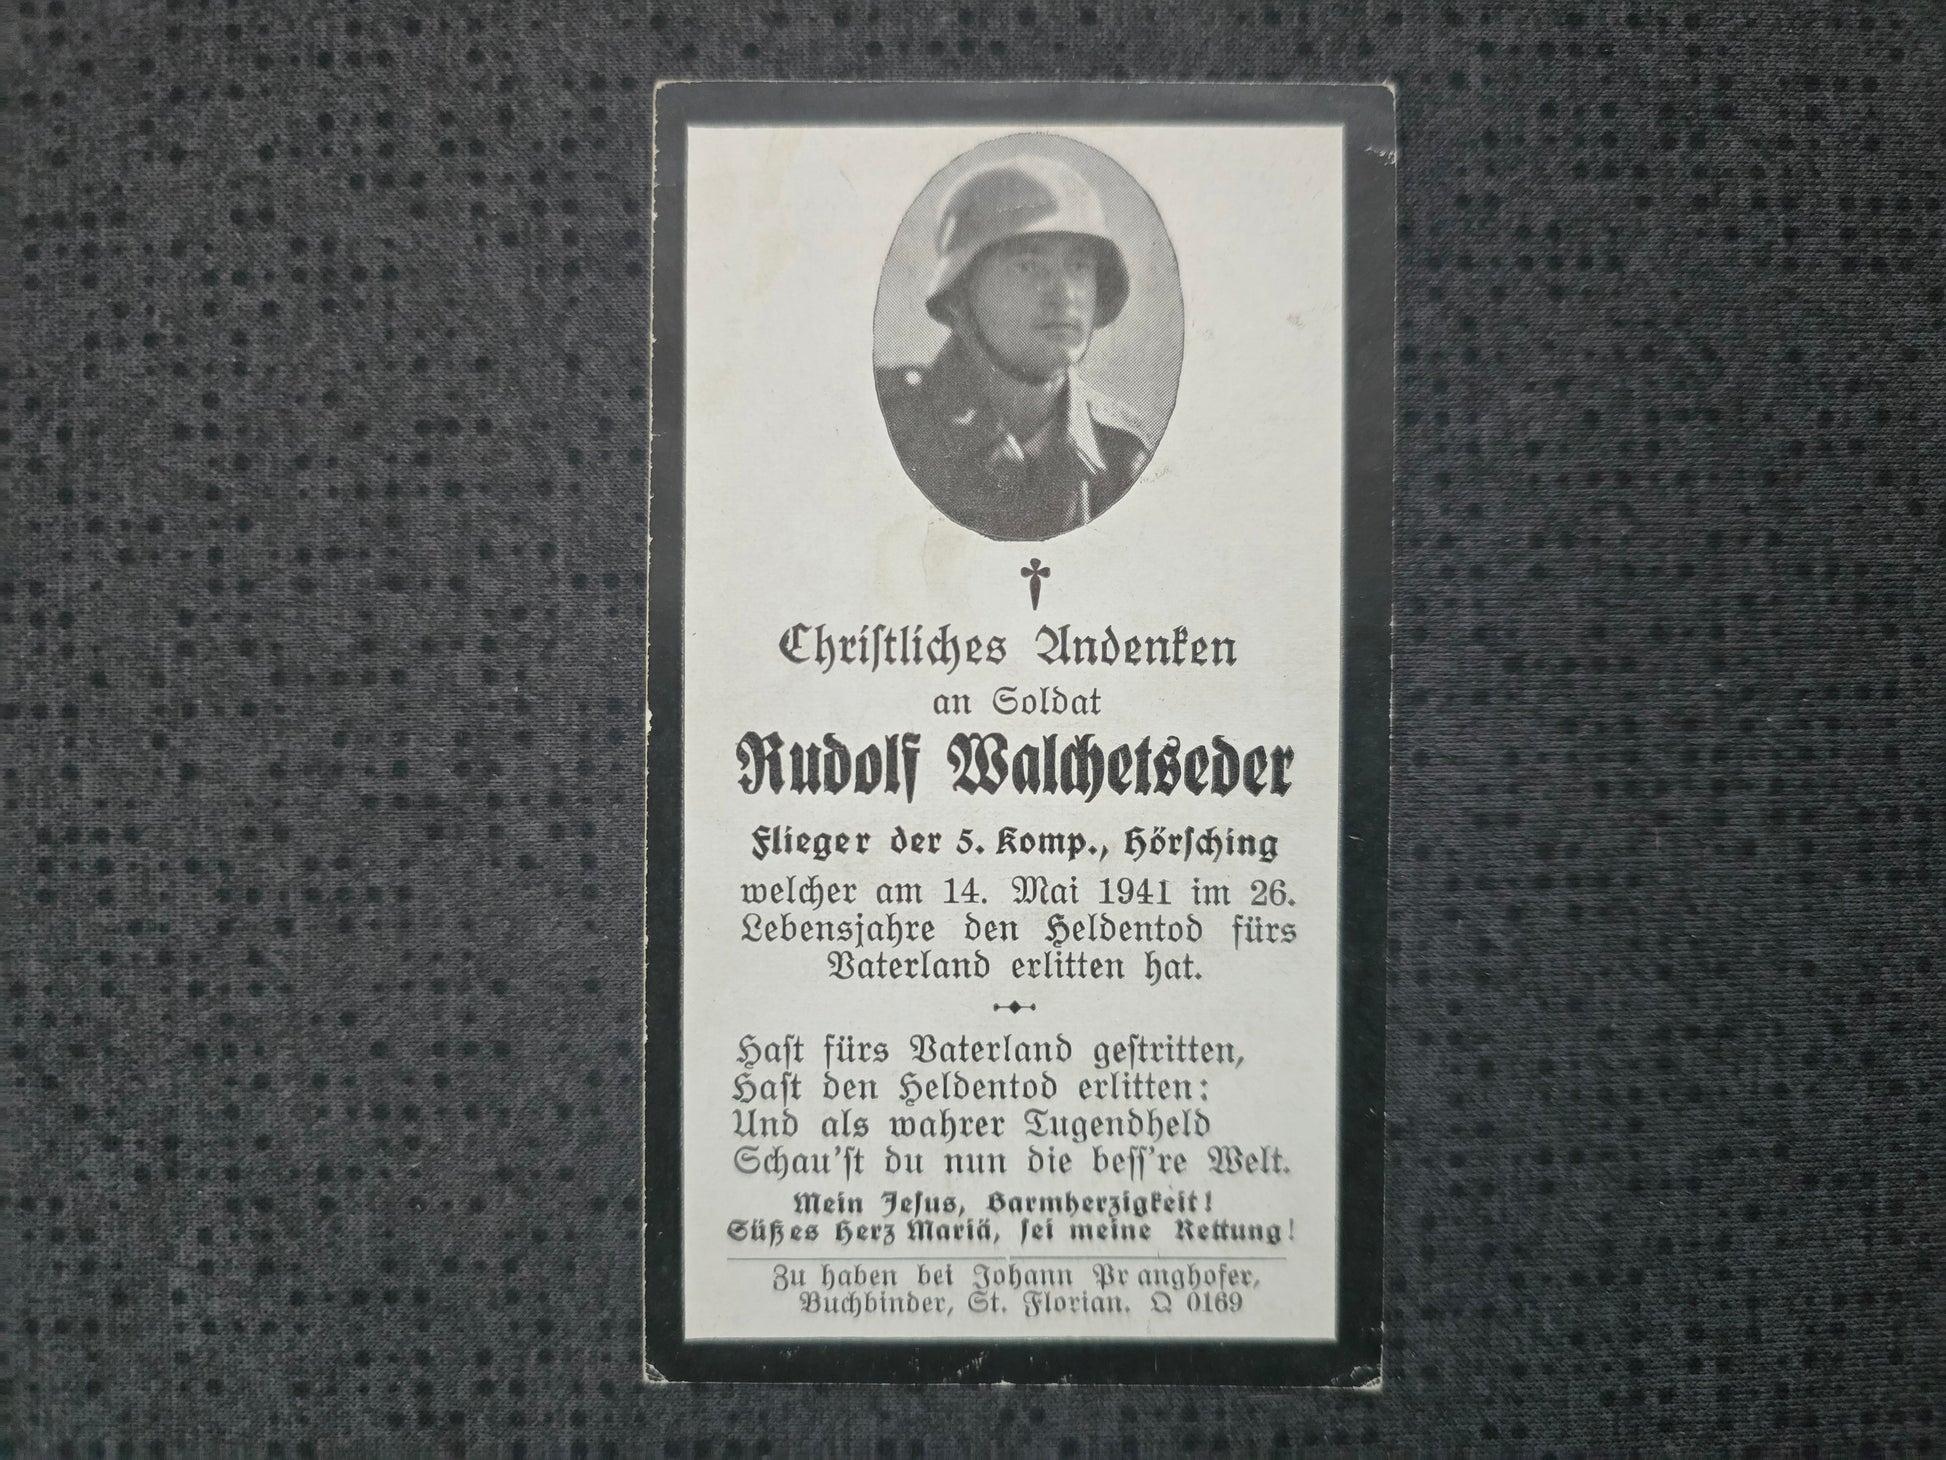 Christliches Andenken
an Soldat
Rudolf Walchetseder
Flieger der 5. Komp., Hörsching
welcher am 14. Mai 1941 im 26.
Lebensjahre den Heldentod fürs
Vaterland erlitten hat.
Hast fürs Vaterland gestritten,
Hast den Heldentod erlitten:
Und als wahrer Tugendheld
Schau'st du nun die bess're Welt.
Mein Jesus, Barmherzigkeit!
Süßes Herz Mariä, sei meine Rettung!
Zu haben bei Johann Pranghofer,
Buchbinder, St. Florian. Q 0169